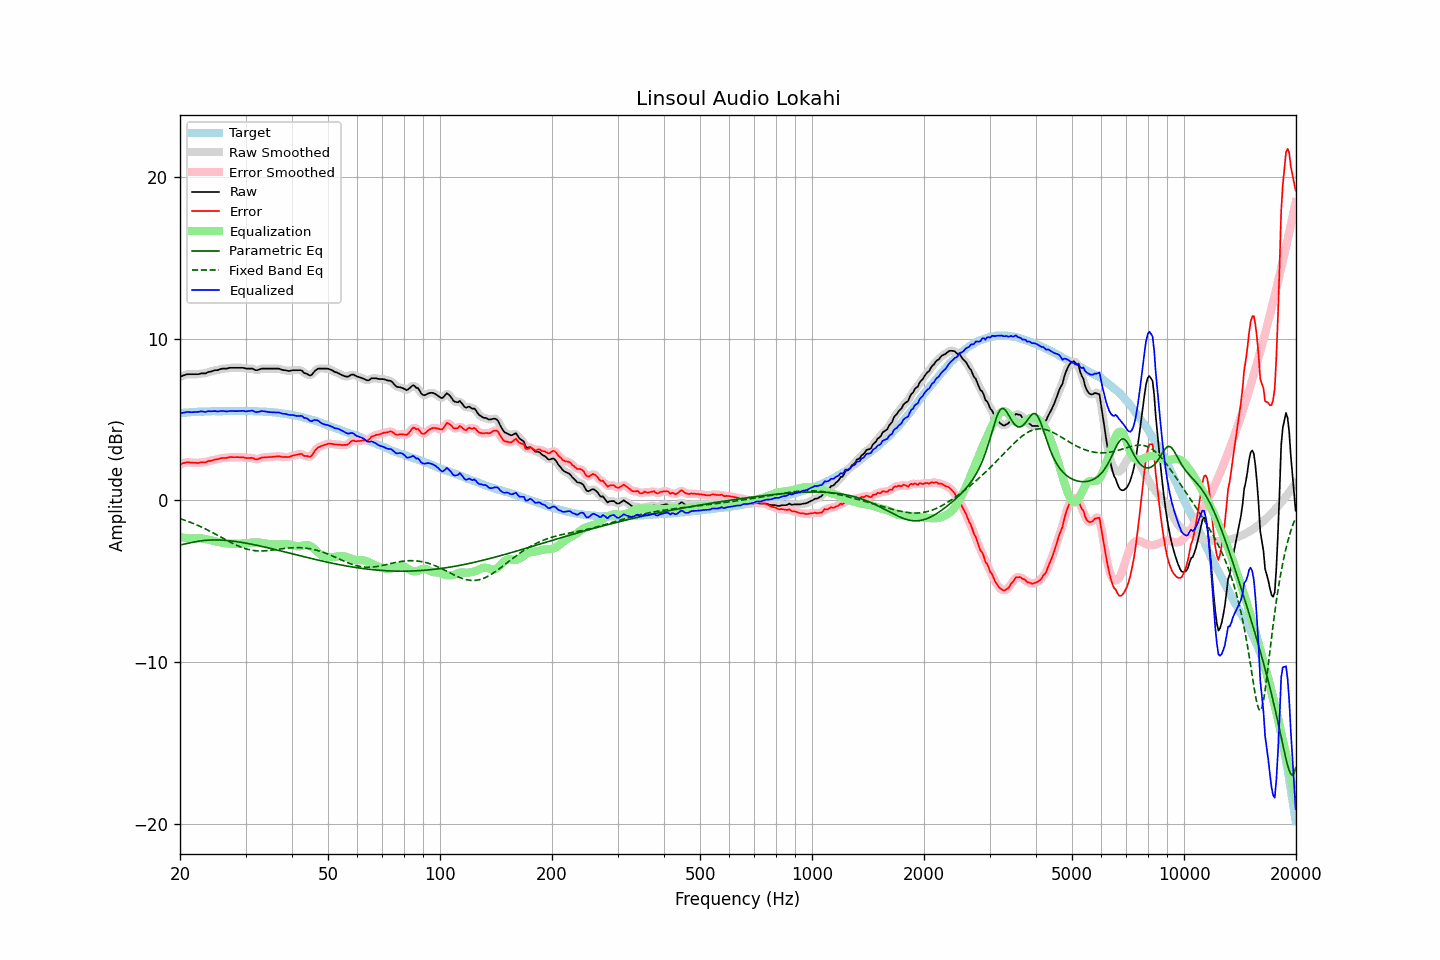 Linsoul Audio Lokahi
Target
Raw Smoothed
Error Smoothed
Raw
Error
Equalization
Parametric Eq
Fixed Band Eq
Equalized
Amplitude (dBr)
20
10
0
−10
−20
20 50 100 200 500 1000 2000 5000 10000 20000
Frequency (Hz)